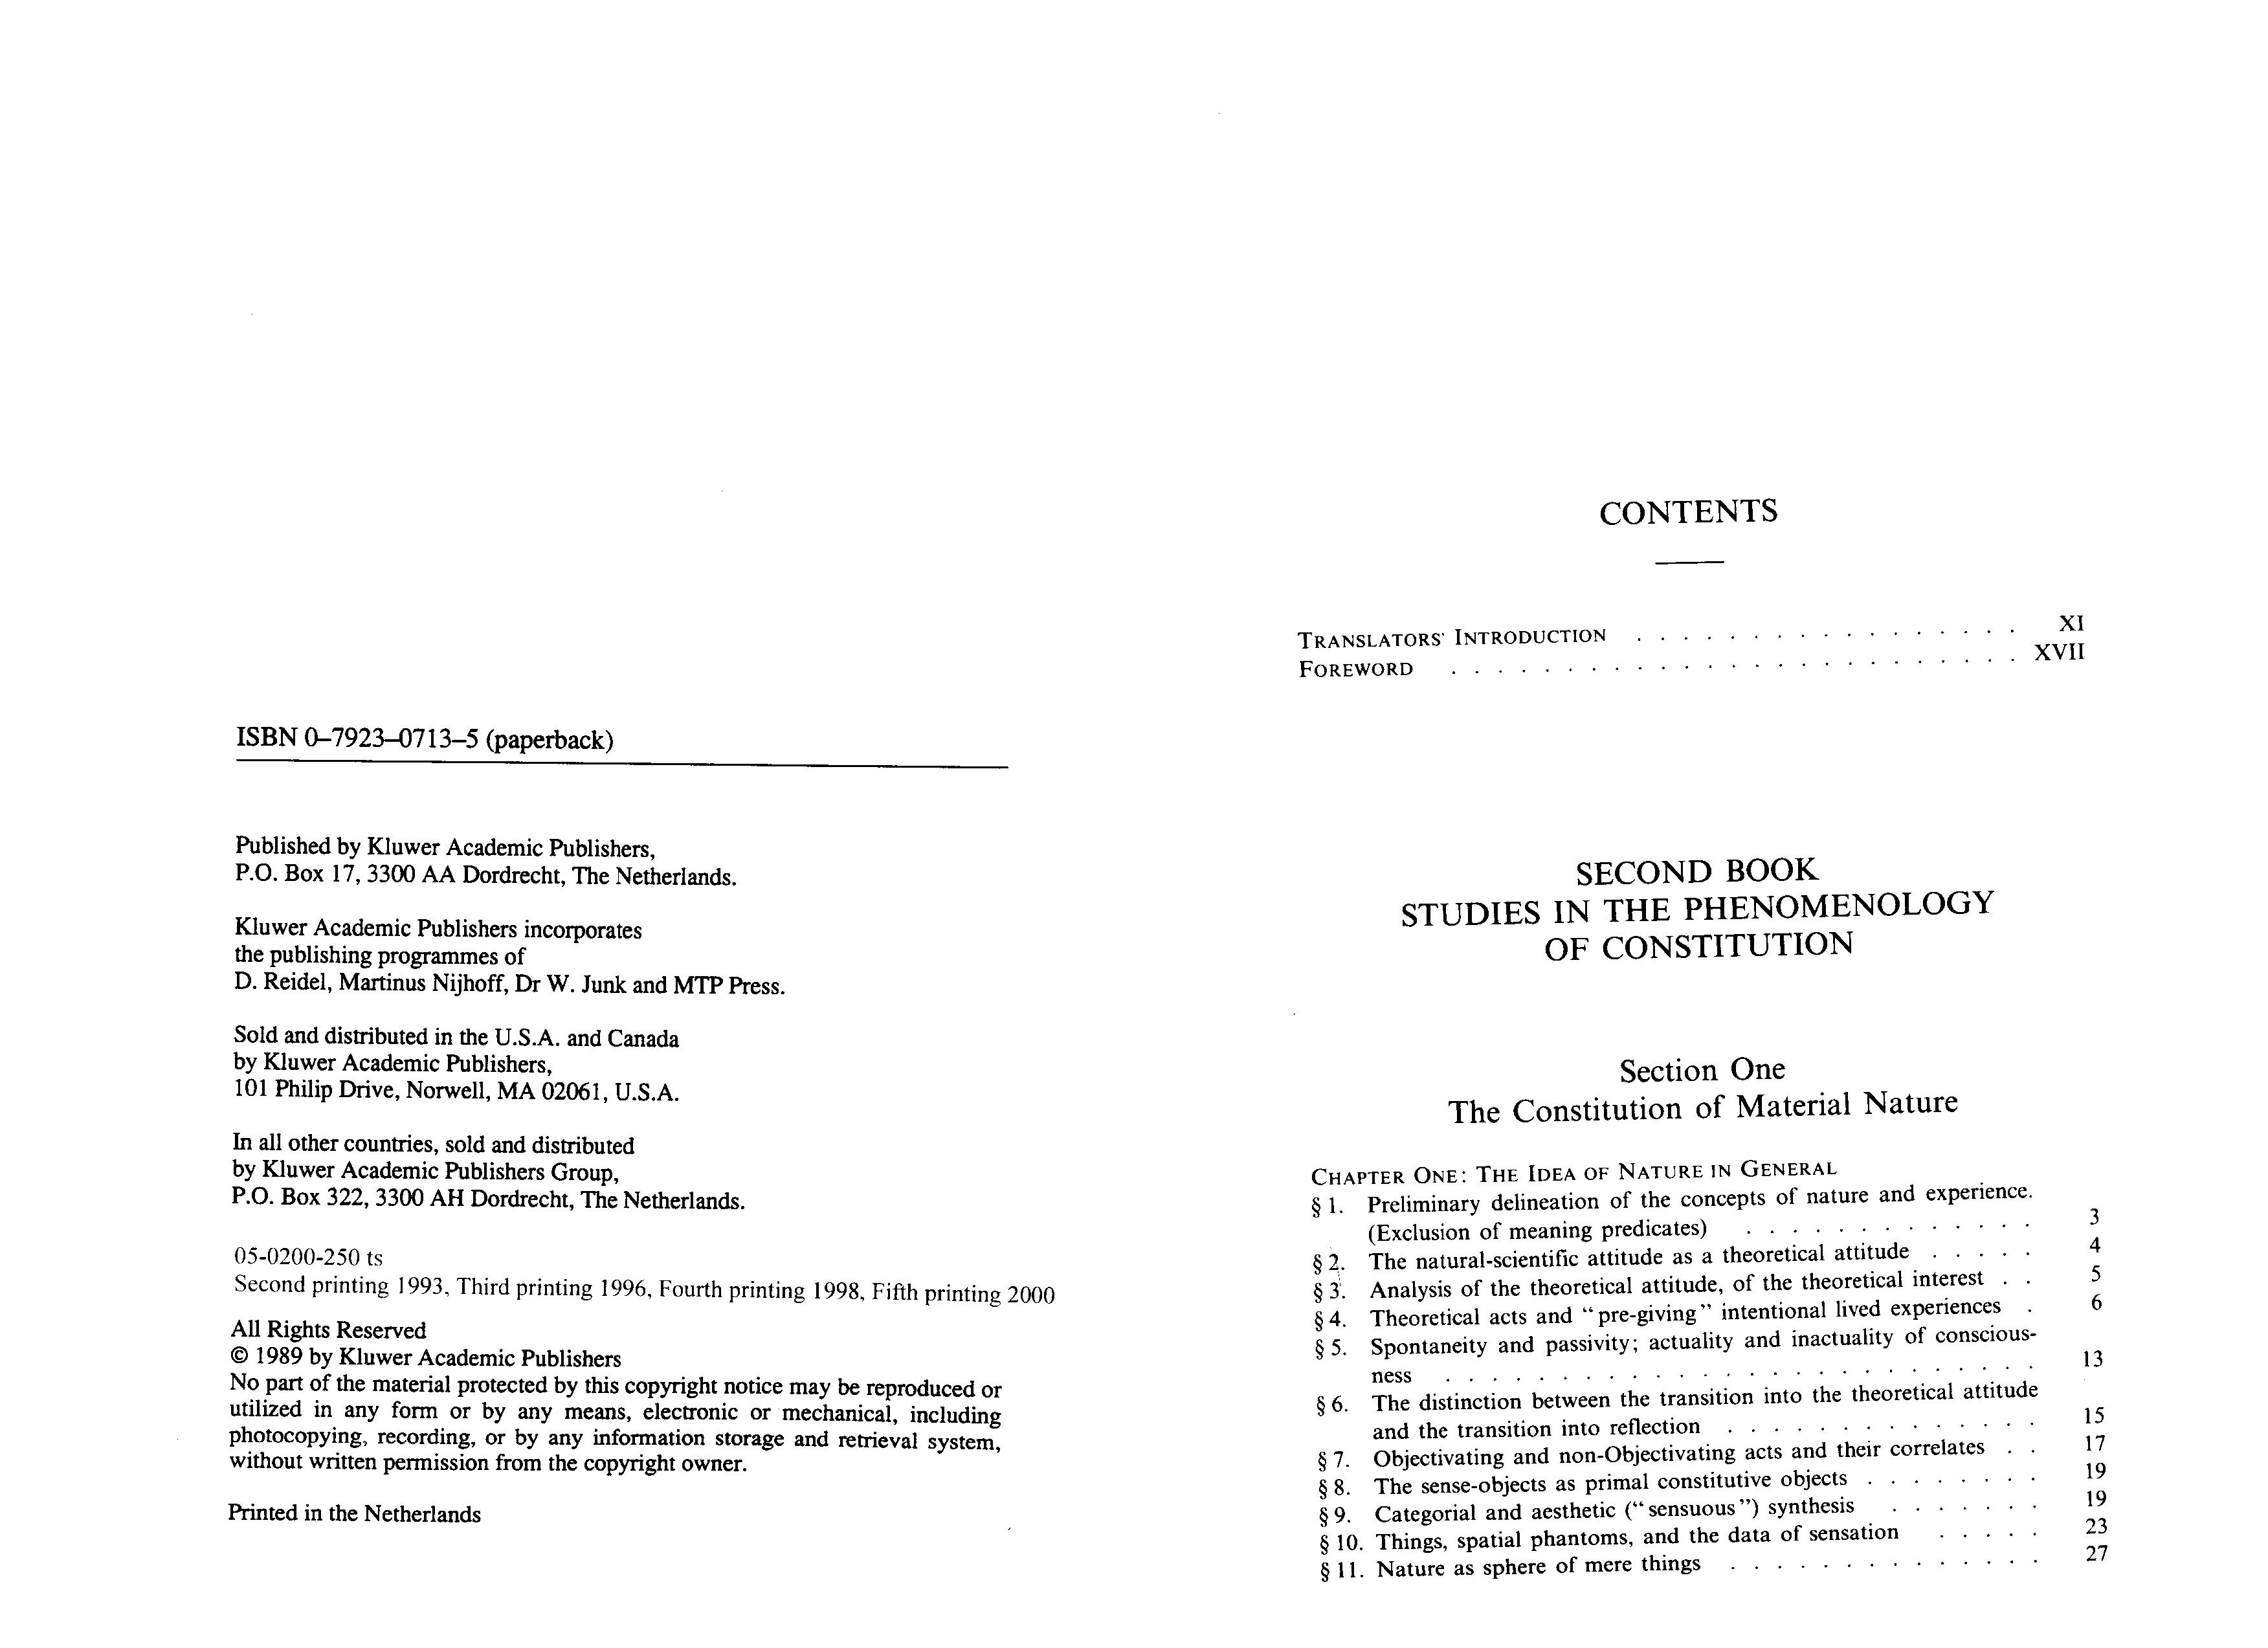 ISBN 0–7923–0713–5 (paperback)
Published by Kluwer Academic Publishers,
P.O. Box 17, 3300 AA Dordrecht, The Netherlands.
Kluwer Academic Publishers incorporates
the publishing programmes of
D. Reidel, Martinus Nijhoff, Dr W. Junk and MTP Press.
Sold and distributed in the U.S.A. and Canada
by Kluwer Academic Publishers,
101 Philip Drive, Norwell, MA 02061, U.S.A.
In all other countries, sold and distributed
by Kluwer Academic Publishers Group,
P.O. Box 322, 3300 AH Dordrecht, The Netherlands.
05-0200-250 ts
Second printing 1993, Third printing 1996, Fourth printing 1998, Fifth printing 2000
All Rights Reserved
© 1989 by Kluwer Academic Publishers
No part of the material protected by this copyright notice may be reproduced or
utilized in any form or by any means, electronic or mechanical, including
photocopying, recording, or by any information storage and retrieval system,
without written permission from the copyright owner.
Printed in the Netherlands
CONTENTS
TRANSLATORS' INTRODUCTION . . . . . . . . . . . . . . . . . XI
FOREWORD . . . . . . . . . . . . . . . . . . . . . . . . . XVII
SECOND BOOK
STUDIES IN THE PHENOMENOLOGY
OF CONSTITUTION
Section One
The Constitution of Material Nature
CHAPTER ONE: THE IDEA OF NATURE IN GENERAL
§ 1. Preliminary delineation of the concepts of nature and experience.
(Exclusion of meaning predicates) . . . . . . . . . . . . . 3
§ 2. The natural-scientific attitude as a theoretical attitude . . . . . 4
§ 3. Analysis of the theoretical attitude, of the theoretical interest . . 5
§ 4. Theoretical acts and “pre-giving” intentional lived experiences . 6
§ 5. Spontaneity and passivity; actuality and inactuality of conscious-
ness . . . . . . . . . . . . . . . . . . . . . . . . . 13
§ 6. The distinction between the transition into the theoretical attitude
and the transition into reflection . . . . . . . . . . . . . . 15
§ 7. Objectivating and non-Objectivating acts and their correlates . . 17
§ 8. The sense-objects as primal constitutive objects . . . . . . . . 19
§ 9. Categorial and aesthetic (“sensuous”) synthesis . . . . . . . 19
§ 10. Things, spatial phantoms, and the data of sensation . . . . . 23
§ 11. Nature as sphere of mere things . . . . . . . . . . . . . . 27